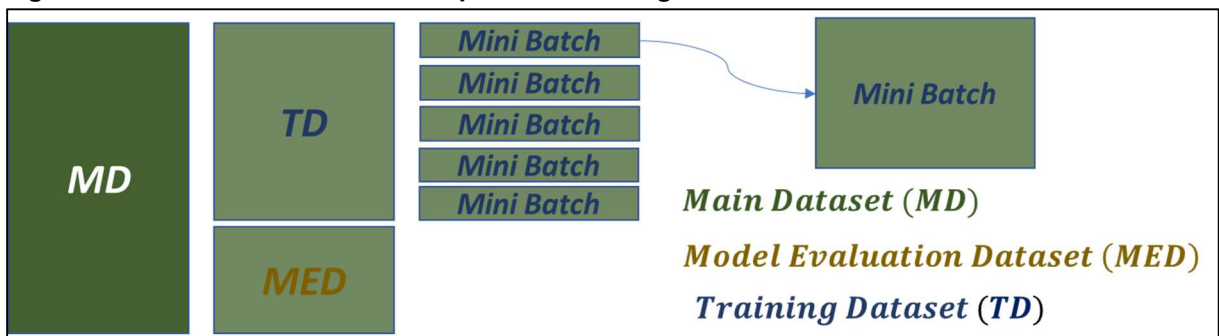 Mini Batch
Mini Batch
Mini Batch
Mini Batch
Mini Batch
Mini Batch
TD
MD
MED
Main Dataset (MD)
Model Evaluation Dataset (MED)
Training Dataset (TD)